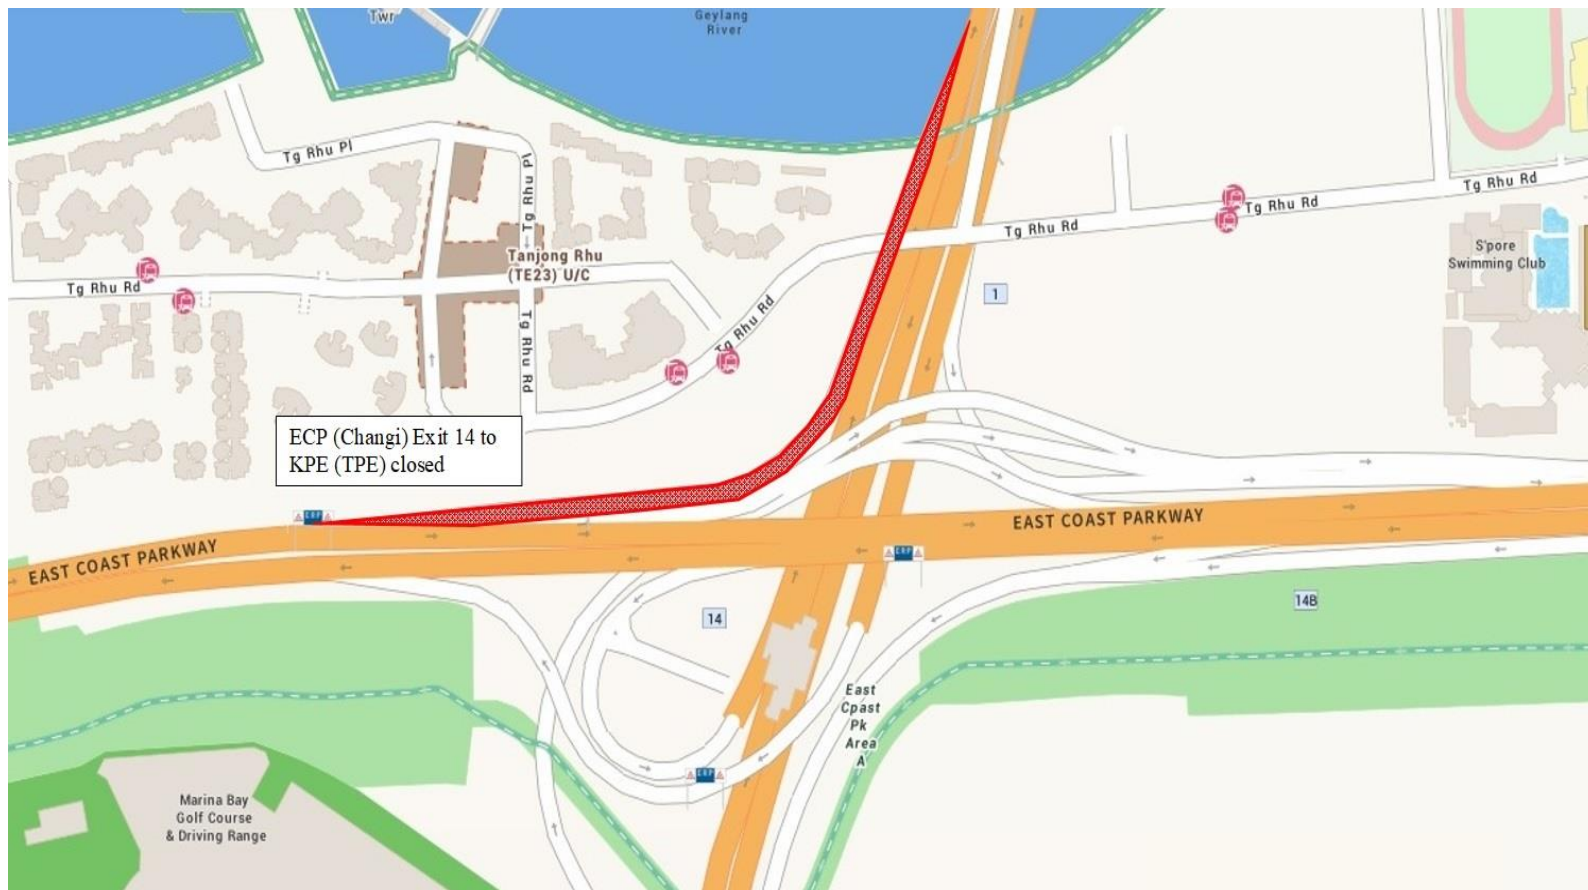 Twr
Geylang
River
Tg Rhu Pl
Tg Rhu Pl
Tg Rhu Rd
Tg Rhu Rd
Tg Rhu Rd
S'pore
Swimming Club
Tanjong Rhu
(TE23) U/C
Tg Rhu Rd
1
Tg Rhu Rd
Tg Rhu Rd
ECP (Changi) Exit 14 to
KPE (TPE) closed
ERP
EAST COAST PARKWAY
EAST COAST PARKWAY
ERP
14
14B
East
Cpast
Pk
Area
A
ERP
Marina Bay
Golf Course
& Driving Range